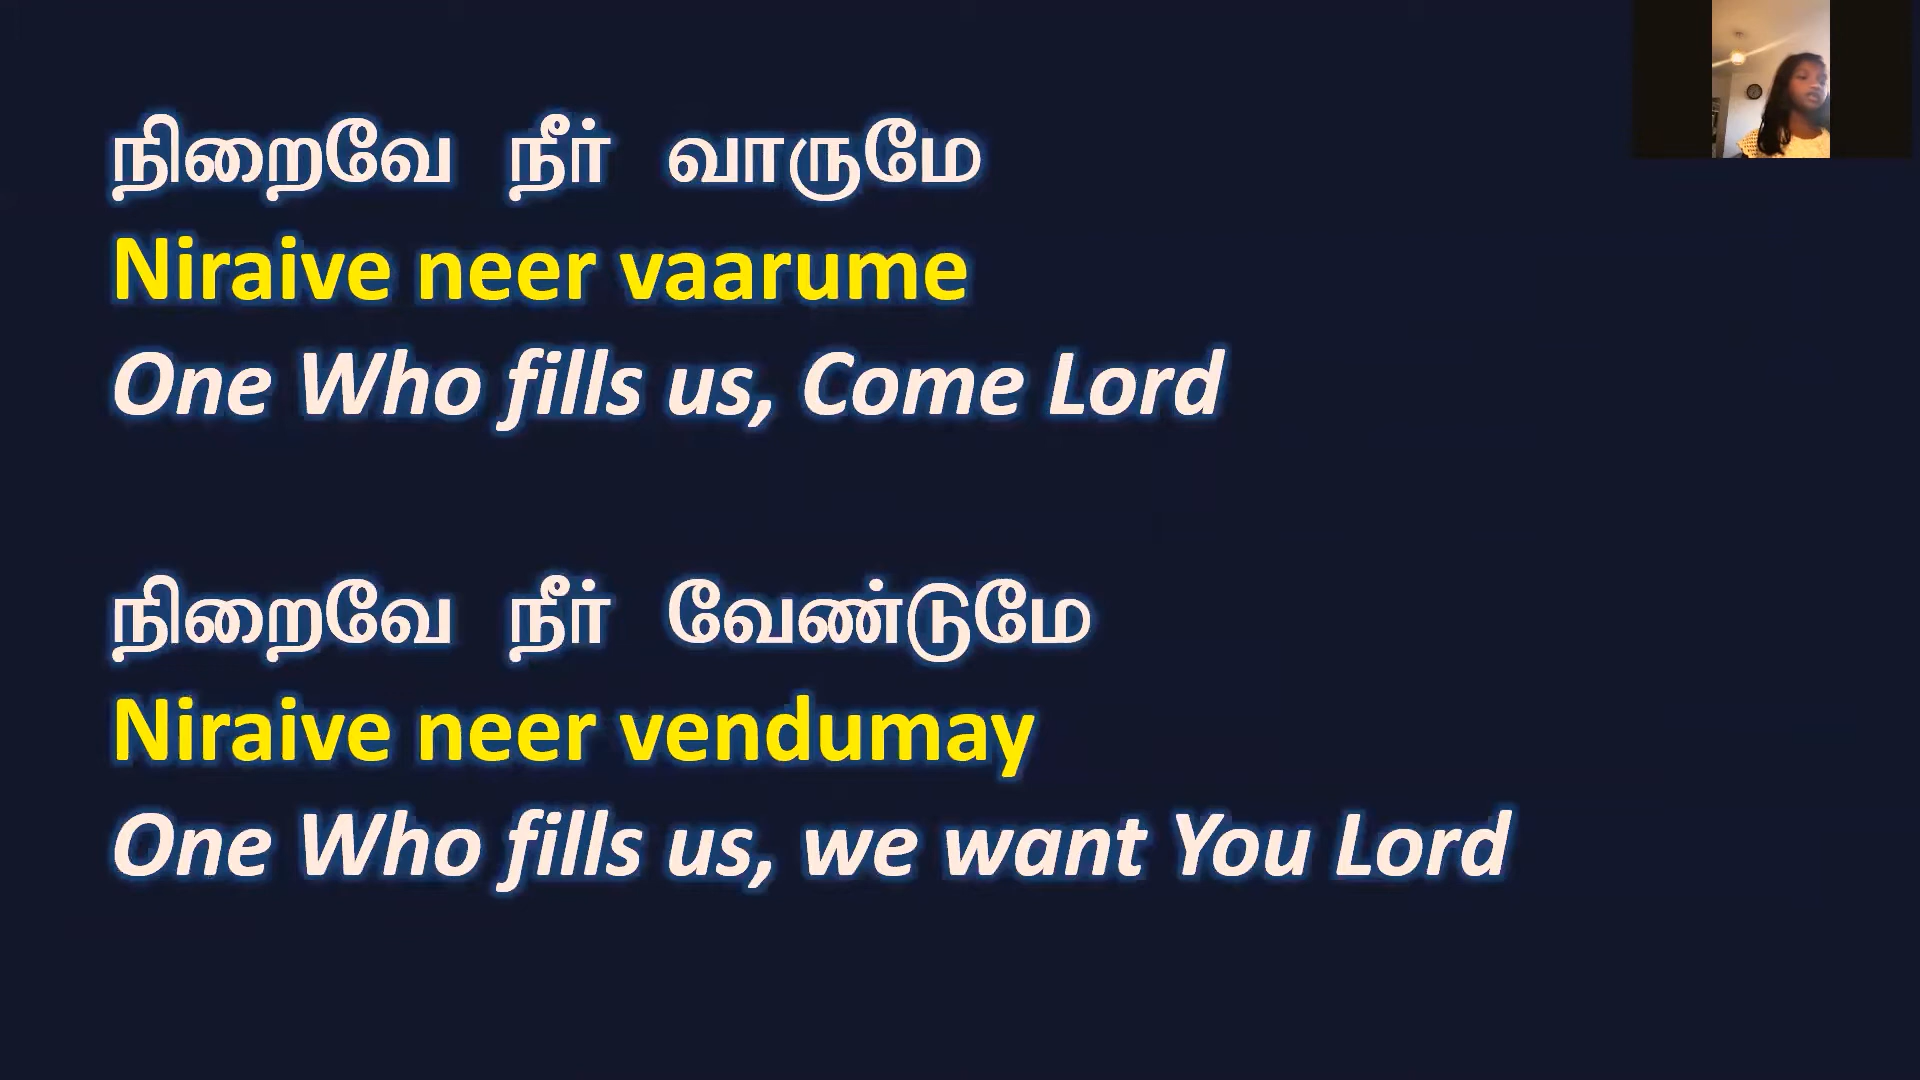 நிறைவே நீர் வாருமே
Niraive neer vaarume
One Who fills us, Come Lord
நிறைவே நீர் வேண்டுமே
Niraive neer vendumay
One Who fills us, we want You Lord